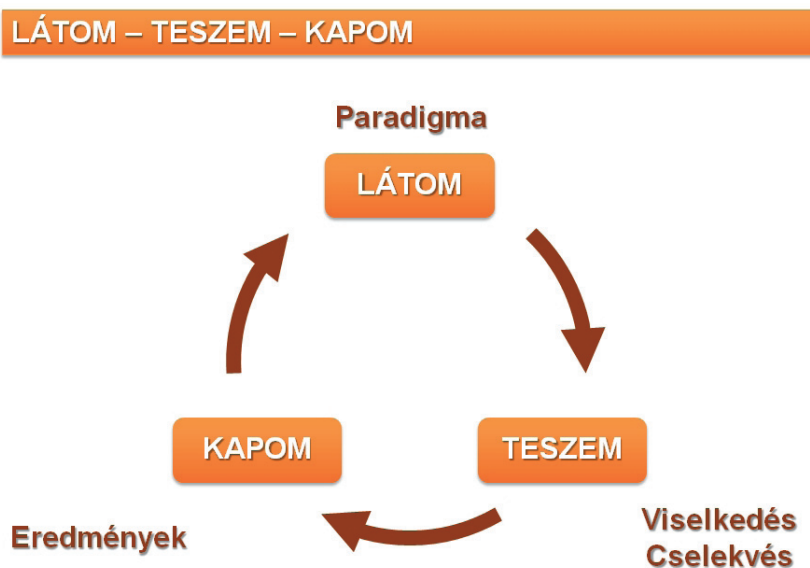 LÁTOM – TESZEM – KAPOM
Paradigma
LÁTOM
KAPOM
TESZEM
Eredmények
Viselkedés
Cselekvés